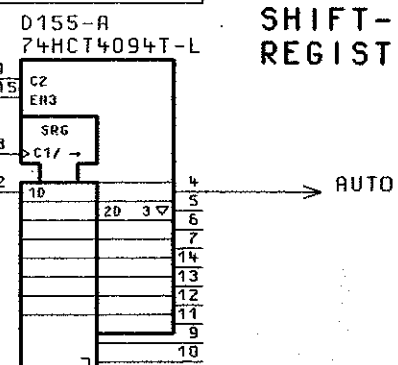 SHIFT-
REGIST
D155-A
74HCT4094T-L
15
C2
EN3
SRG
C1/ →
1D
2D 3 ▽
4
AUTO
5
6
7
14
13
12
11
9
10